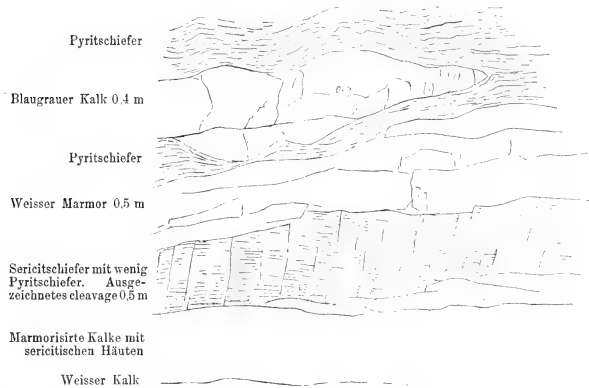 Pyritschiefer
Blaugrauer Kalk 0,4 m
Pyritschiefer
Weisser Marmor 0,5 m
Sericitschiefer mit wenig
Pyritschiefer. Ausge-
zeichnetes cleavage 0,5 m
Marmorisirte Kalke mit
sericitischen Häuten
Weisser Kalk